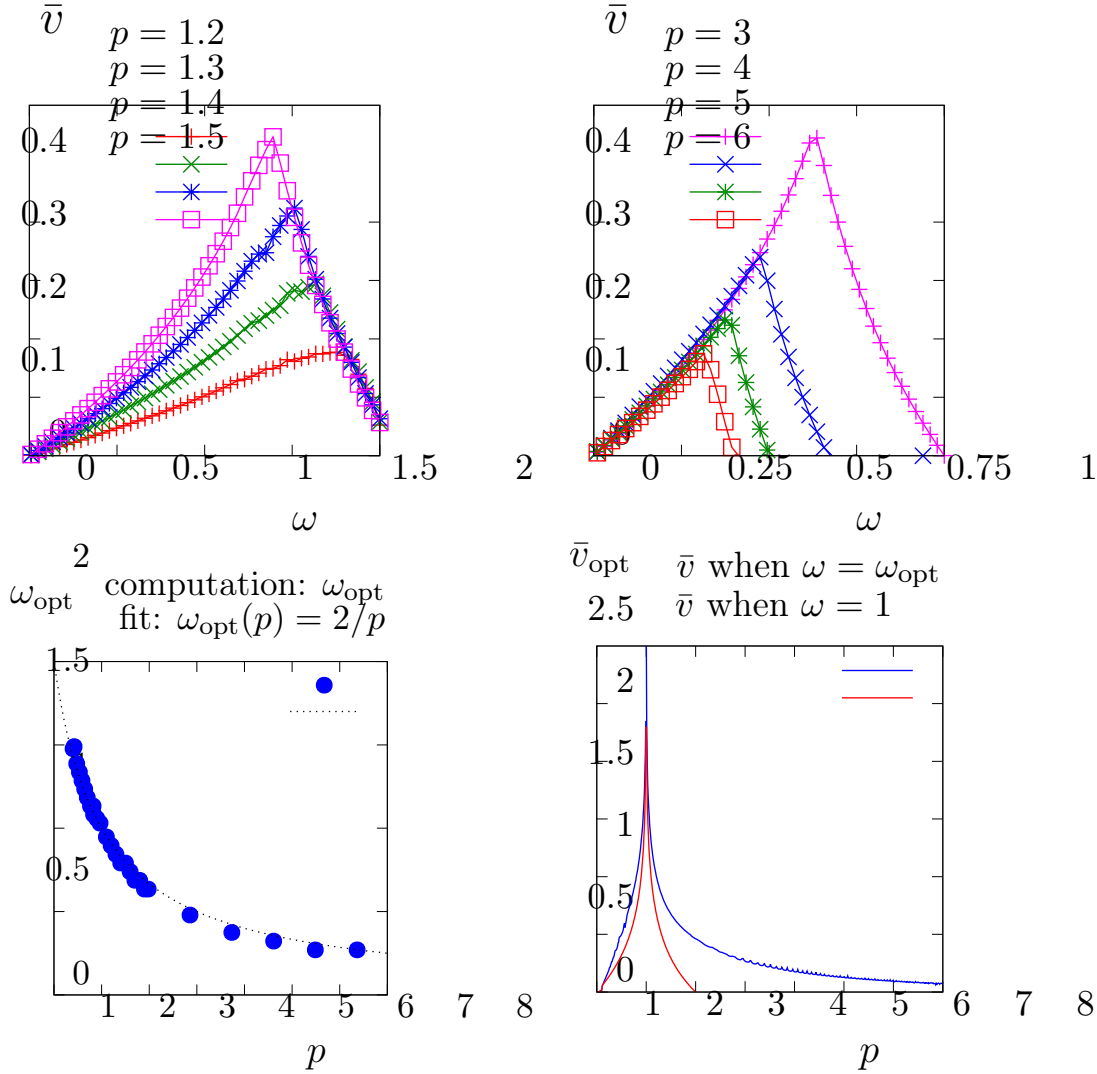 v̄
p = 1.2
p = 1.3
p = 1.4
p = 1.5
0.4
0.3
0.2
0.1
0
0 0.5 1 1.5 2
ω
v̄
p = 3
p = 4
p = 5
p = 6
0.4
0.3
0.2
0.1
0
0 0.25 0.5 0.75 1
ω
ω_opt
2
computation: ω_opt
fit: ω_opt(p) = 2/p
1.5
1
0.5
0
1 2 3 4 5 6 7 8
p
v̄_opt
v̄ when ω = ω_opt
v̄ when ω = 1
2.5
2
1.5
1
0.5
0
1 2 3 4 5 6 7 8
p